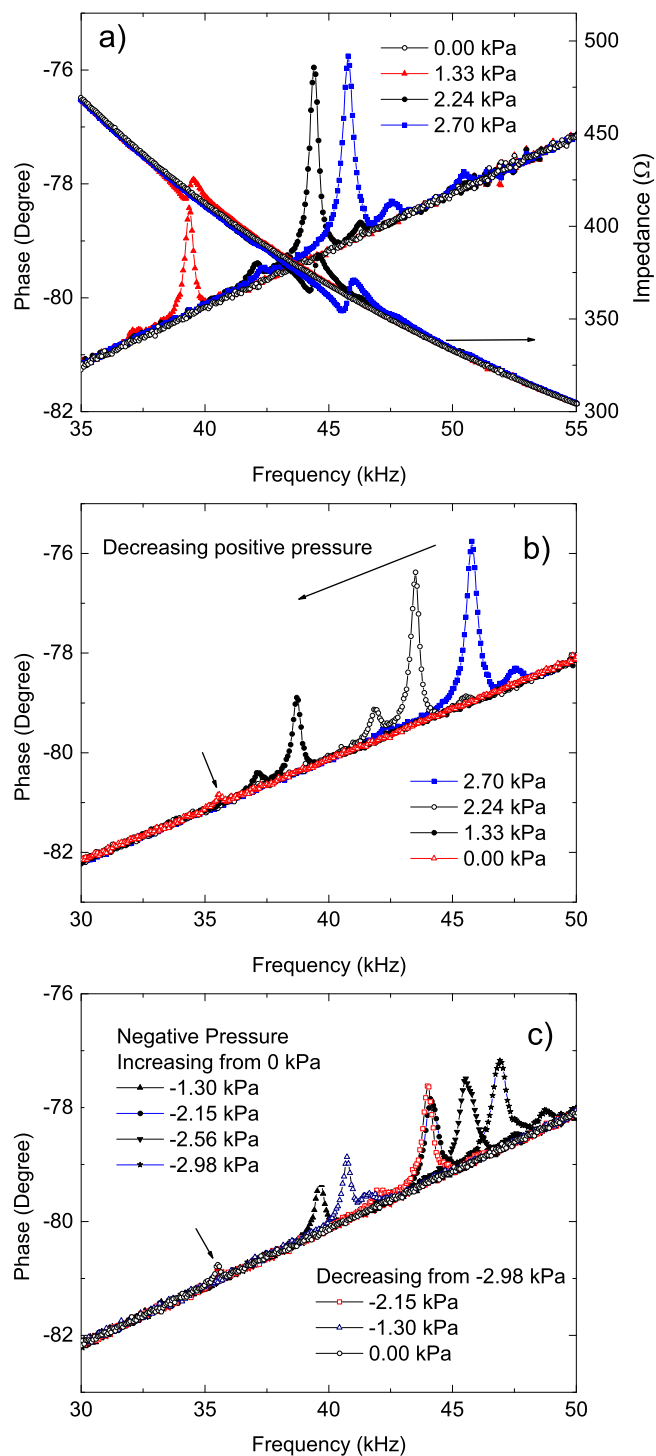 a)
0.00 kPa
1.33 kPa
2.24 kPa
2.70 kPa
-76
-78
-80
-82
Phase (Degree)
500
450
400
350
300
Impedance (Ω)
35 40 45 50 55
Frequency (kHz)
b)
Decreasing positive pressure
-76
-78
-80
-82
Phase (Degree)
2.70 kPa
2.24 kPa
1.33 kPa
0.00 kPa
30 35 40 45 50
Frequency (kHz)
c)
Negative Pressure
Increasing from 0 kPa
-1.30 kPa
-2.15 kPa
-2.56 kPa
-2.98 kPa
-76
-78
-80
-82
Phase (Degree)
Decreasing from -2.98 kPa
-2.15 kPa
-1.30 kPa
0.00 kPa
30 35 40 45 50
Frequency (kHz)